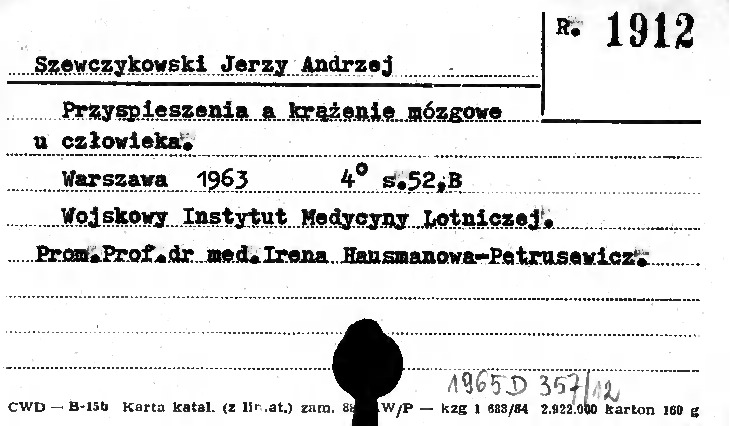 R. 1912
Szewczykowski Jerzy Andrzej
Przyspieszenia a krążenie mózgowe
u człowieka.
Warszawa 1963 4° s.52,B
Wojskowy Instytut Medycyny Lotniczej.
Prom.Prof.dr med.Irena Hausmanowa-Petrusewicz.
1965 D 357/12
CWD — B-15b Karta katal. (z lit.at.) zam. W/P — kzg 1 683/64 2.922.000 karton 160 g